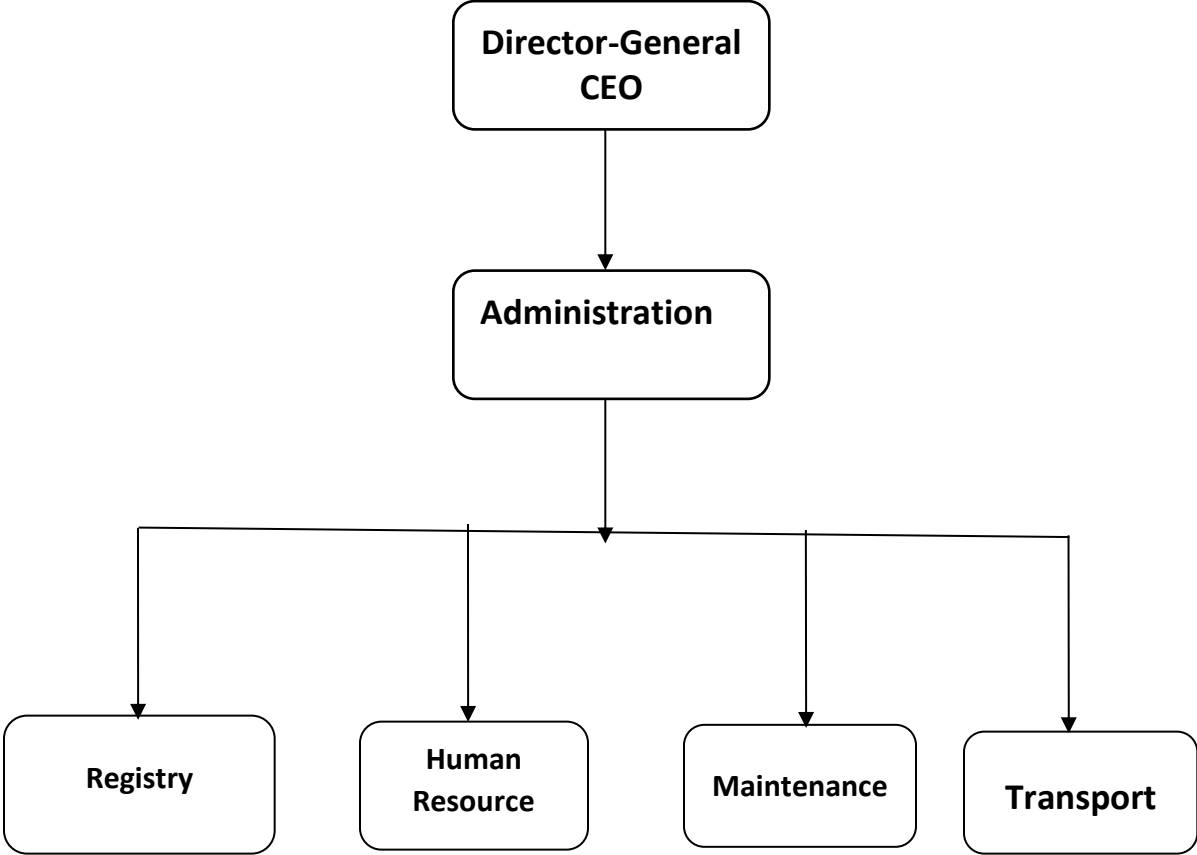 Director-General
CEO
Administration
Registry
Human
Resource
Maintenance
Transport